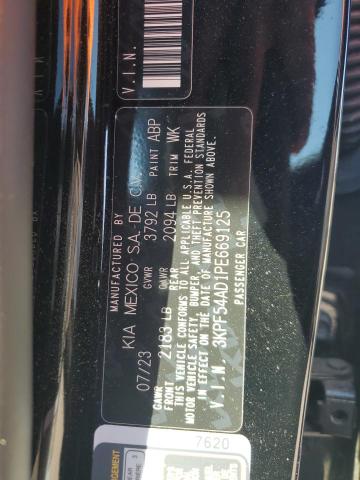 V.I.N.
MANUFACTURED BY
KIA MEXICO S.A. DE C.V.
07/23 GVWR 3792 LB PAINT ABP
GAWR FRONT 2183 LB GAWR REAR 2094 LB TRIM WK
THIS VEHICLE CONFORMS TO ALL APPLICABLE U.S.A. FEDERAL
MOTOR VEHICLE SAFETY, BUMPER, AND THEFT PREVENTION STANDARDS
IN EFFECT ON THE DATE OF MANUFACTURE SHOWN ABOVE.
V.I.N. 3KPF54AD1PE669125
PASSENGER CAR
7620